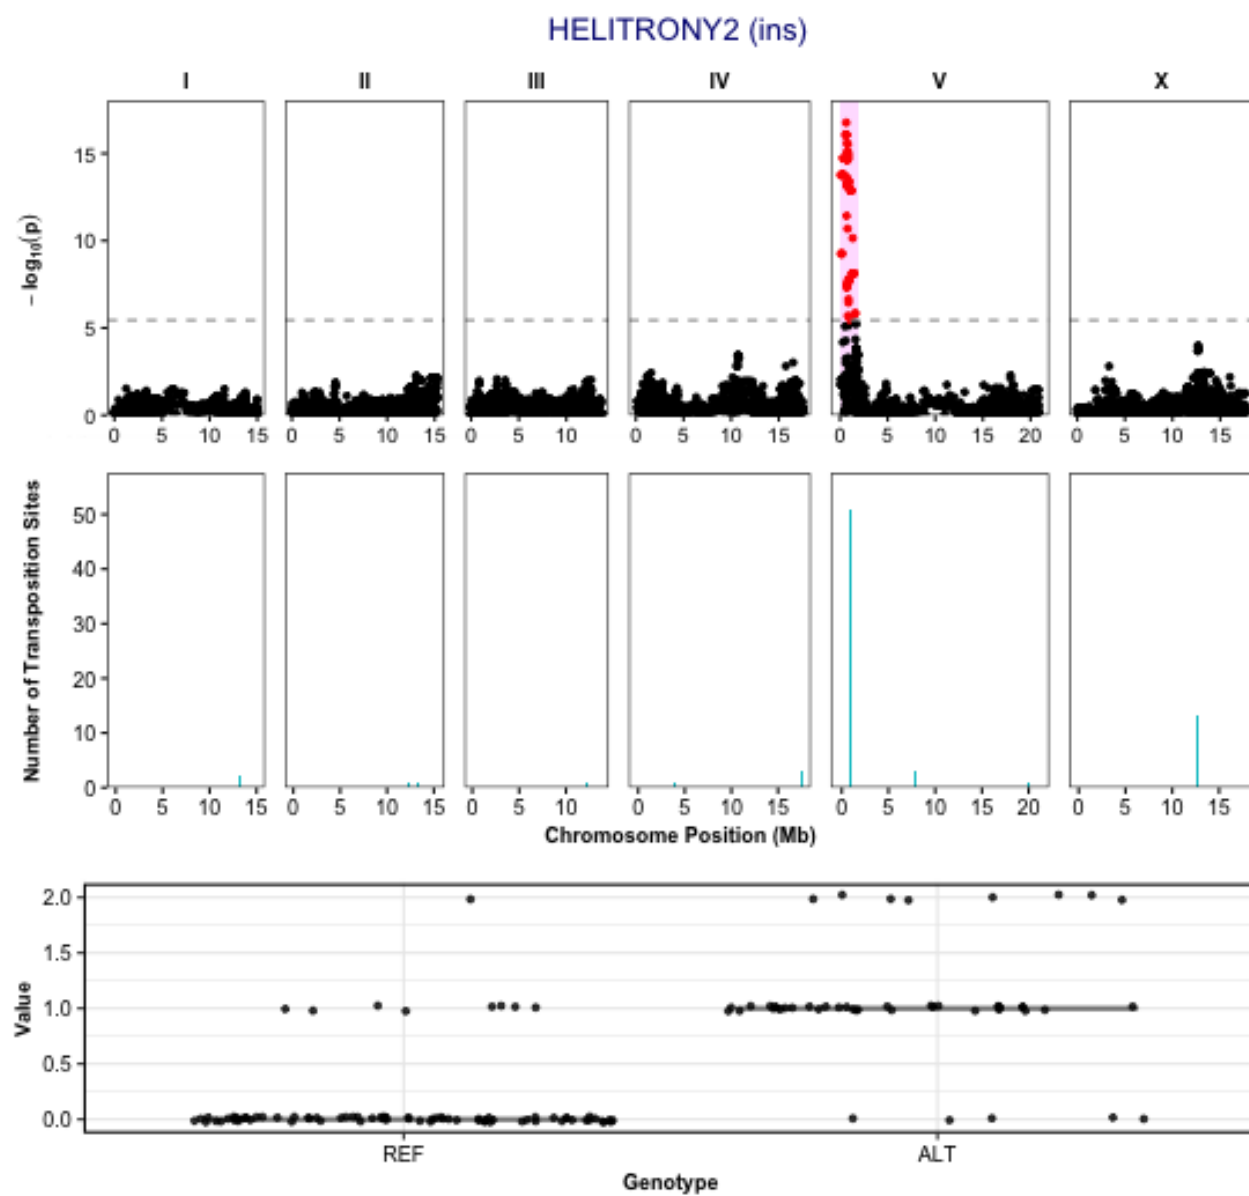 HELITRONY2 (ins)
I II III IV V X
15
10
5
0
− log₁₀(p)
0 5 10 15 0 5 10 15 0 5 10 0 5 10 15 0 5 10 15 20 0 5 10 15
50
40
30
20
10
0
Number of Transposition Sites
0 5 10 15 0 5 10 15 0 5 10 0 5 10 15 0 5 10 15 20 0 5 10 15
Chromosome Position (Mb)
2.0
1.5
1.0
0.5
0.0
Value
REF ALT
Genotype